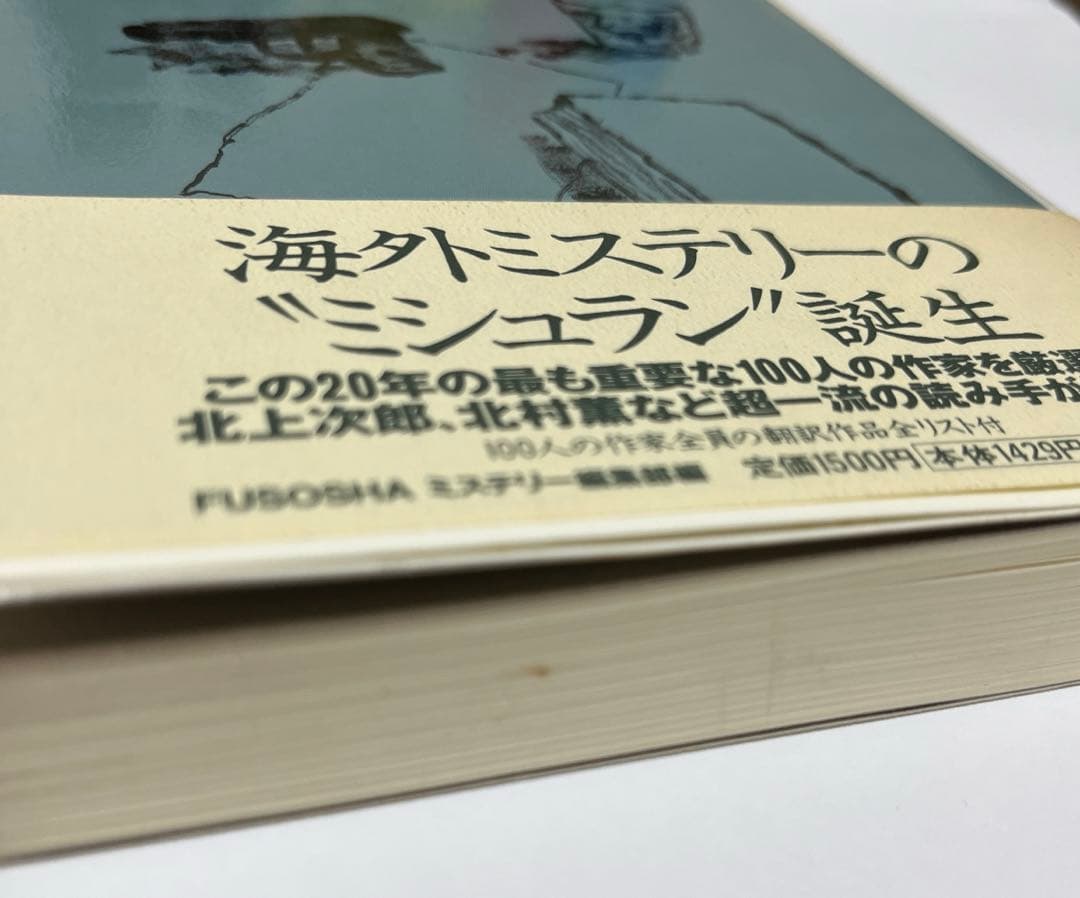 海外ミステリーの
〝ミシュラン〟誕生
この20年の最も重要な100人の作家を厳選
北上次郎、北村薫など超一流の読み手が
100人の作家全員の翻訳作品全リスト付
FUSOSHA ミステリー編集部編 定価1500円 本体1429円